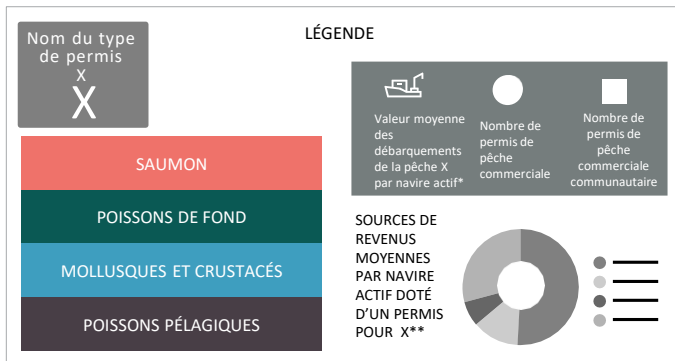 LÉGENDE
Nom du type
de permis
X
X
SAUMON
POISSONS DE FOND
MOLLUSQUES ET CRUSTACÉS
POISSONS PÉLAGIQUES
Valeur moyenne
des
débarquements
de la pêche X
par navire actif*
Nombre de
permis de
pêche
commerciale
Nombre de
permis de
pêche
commerciale
communautaire
SOURCES DE
REVENUS
MOYENNES
PAR NAVIRE
ACTIF DOTÉ
D'UN PERMIS
POUR X**